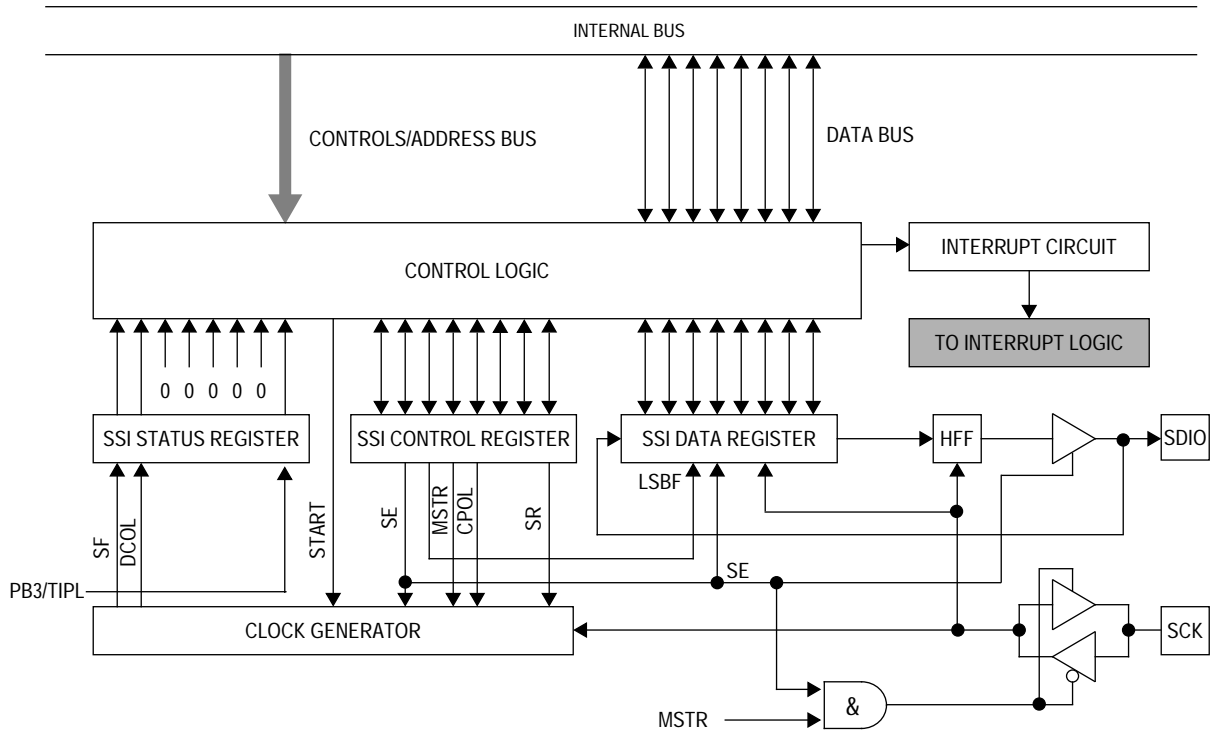 INTERNAL BUS
CONTROLS/ADDRESS BUS
DATA BUS
CONTROL LOGIC
INTERRUPT CIRCUIT
TO INTERRUPT LOGIC
0 0 0 0 0
SSI STATUS REGISTER
SSI CONTROL REGISTER
SSI DATA REGISTER
HFF
SDIO
LSBF
SF
DCOL
START
SE
MSTR
CPOL
SR
SE
PB3/TIPL
CLOCK GENERATOR
SCK
&
MSTR